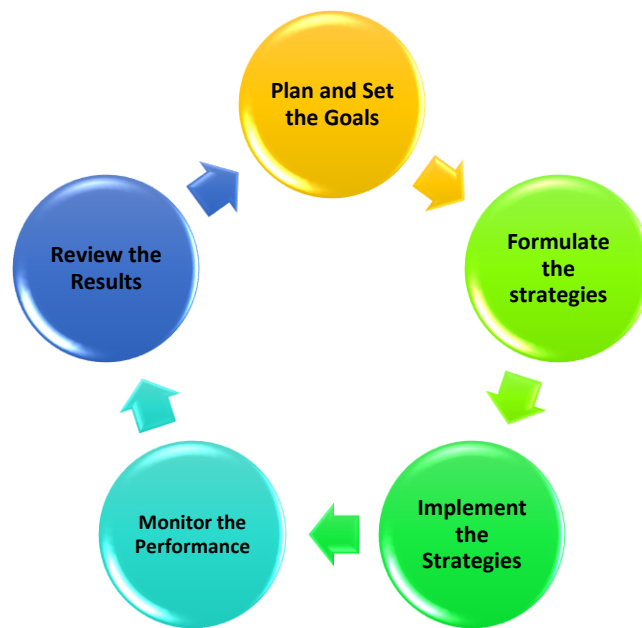 Plan and Set
the Goals
Formulate
the
strategies
Implement
the
Strategies
Monitor the
Performance
Review the
Results